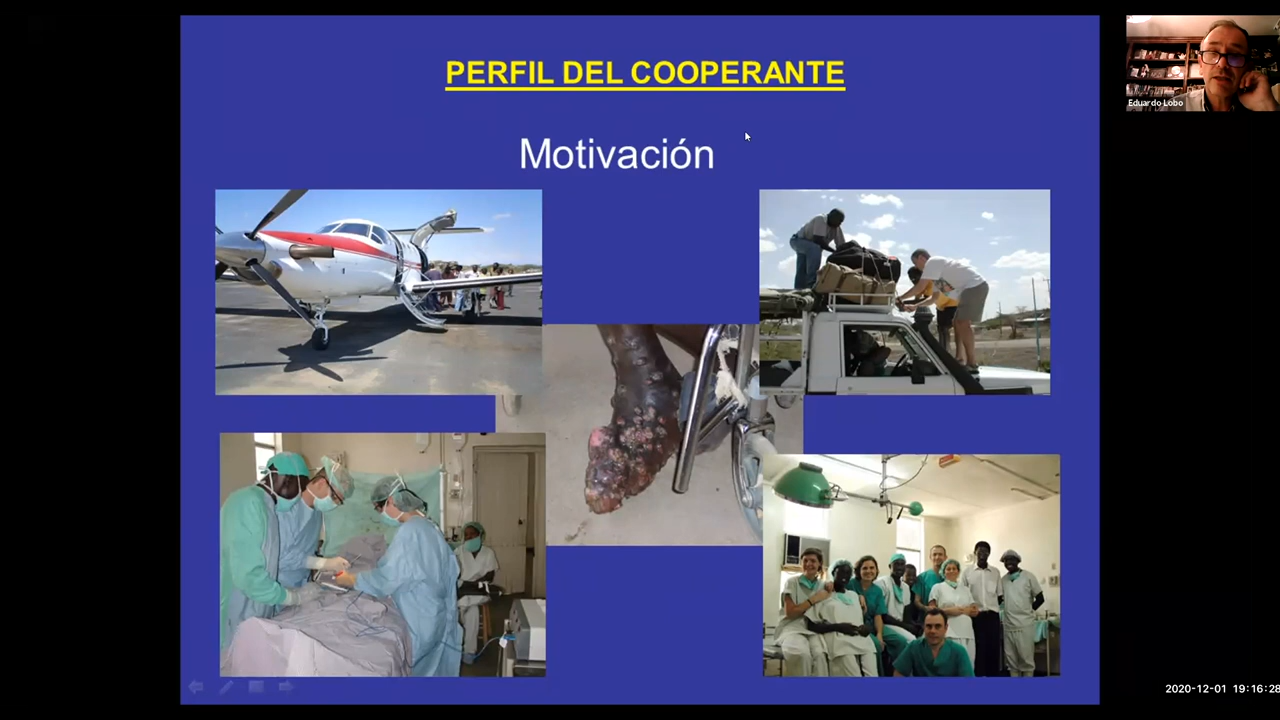 PERFIL DEL COOPERANTE
Motivación
Eduardo Lobo
2020-12-01 19:16:28